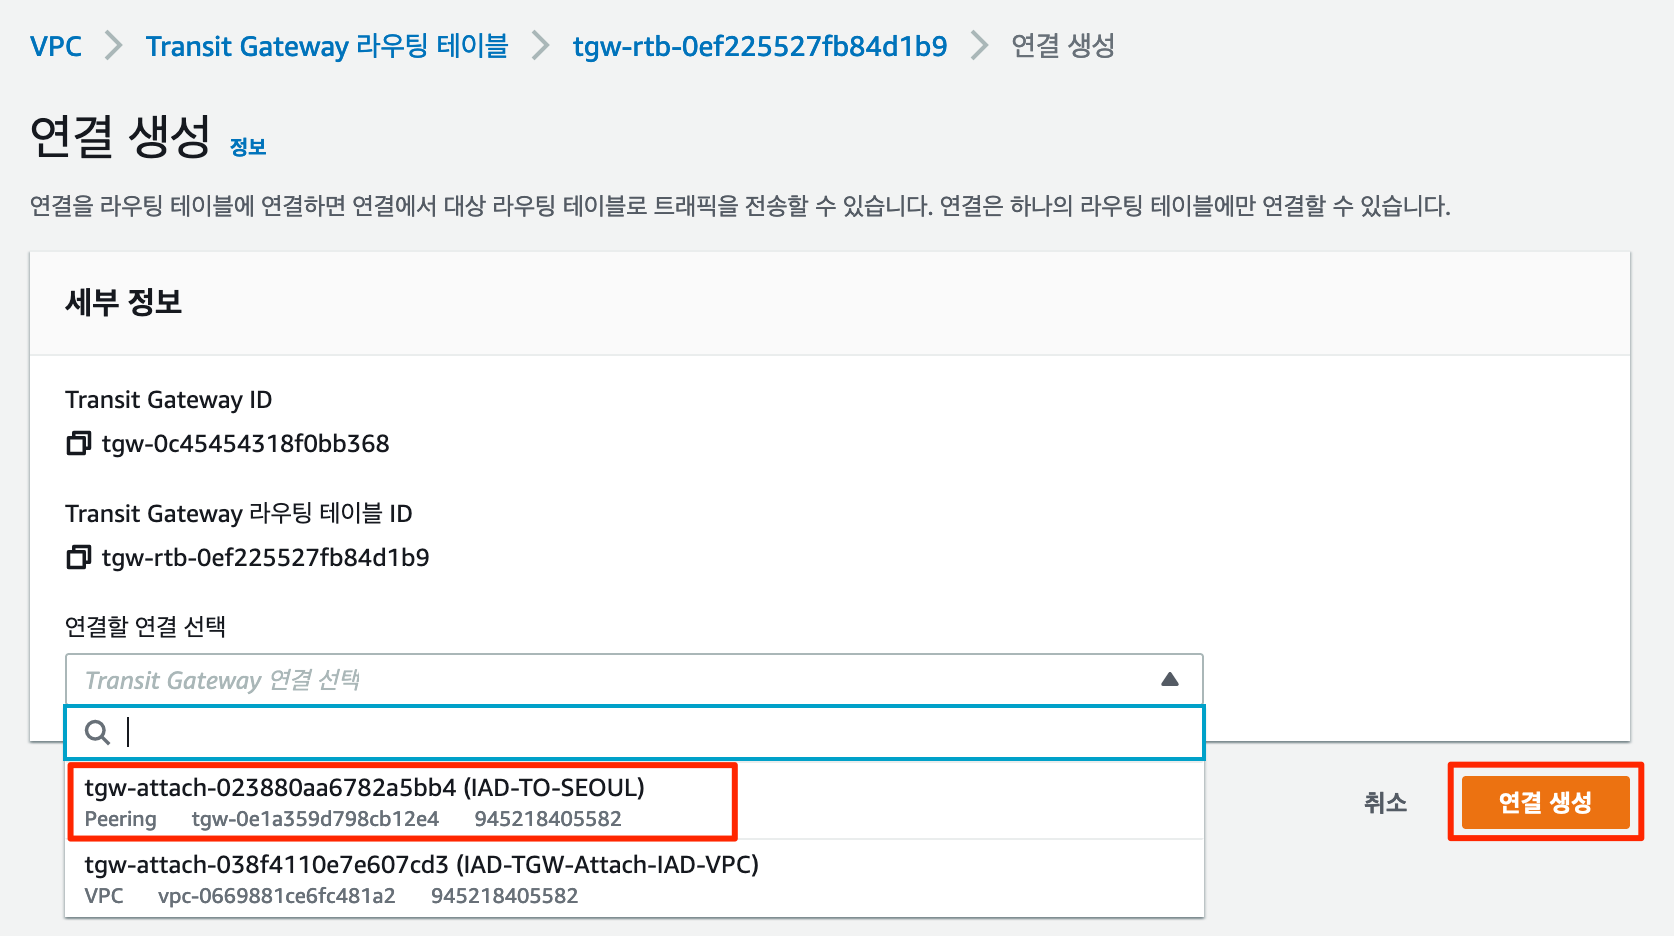 VPC > Transit Gateway 라우팅 테이블 > tgw-rtb-0ef225527fb84d1b9 > 연결 생성
연결 생성 정보
연결을 라우팅 테이블에 연결하면 연결에서 대상 라우팅 테이블로 트래픽을 전송할 수 있습니다. 연결은 하나의 라우팅 테이블에만 연결할 수 있습니다.
세부 정보
Transit Gateway ID
tgw-0c45454318f0bb368
Transit Gateway 라우팅 테이블 ID
tgw-rtb-0ef225527fb84d1b9
연결할 연결 선택
Transit Gateway 연결 선택
tgw-attach-023880aa6782a5bb4 (IAD-TO-SEOUL)
Peering tgw-0e1a359d798cb12e4 945218405582
tgw-attach-038f4110e7e607cd3 (IAD-TGW-Attach-IAD-VPC)
VPC vpc-0669881ce6fc481a2 945218405582
취소 연결 생성